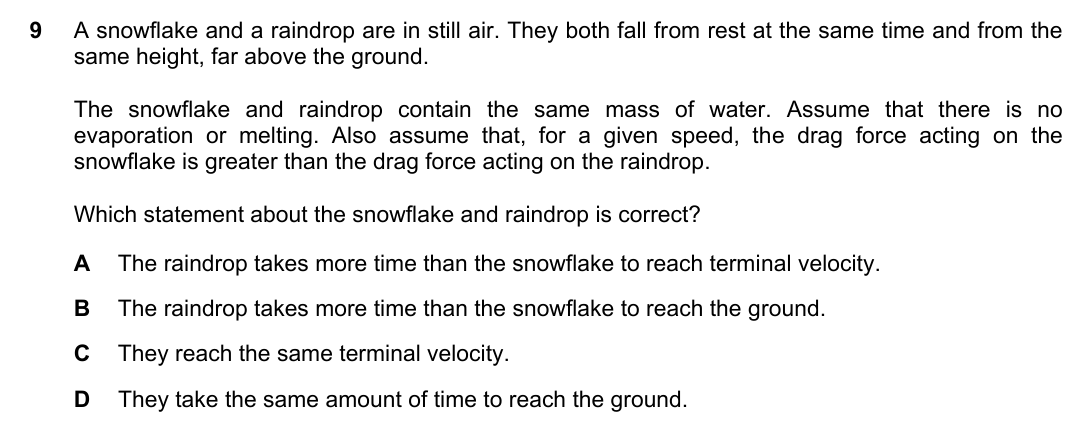 9 A snowflake and a raindrop are in still air. They both fall from rest at the same time and from the
same height, far above the ground.
The snowflake and raindrop contain the same mass of water. Assume that there is no
evaporation or melting. Also assume that, for a given speed, the drag force acting on the
snowflake is greater than the drag force acting on the raindrop.
Which statement about the snowflake and raindrop is correct?
A The raindrop takes more time than the snowflake to reach terminal velocity.
B The raindrop takes more time than the snowflake to reach the ground.
C They reach the same terminal velocity.
D They take the same amount of time to reach the ground.